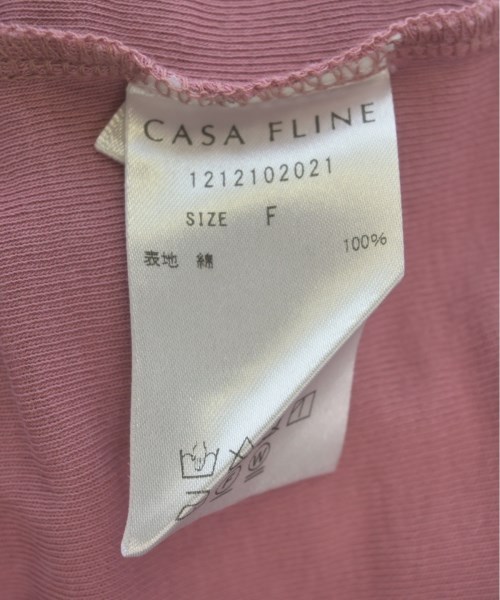 CASA FLINE
1212102021
SIZE F
表地 綿 100%